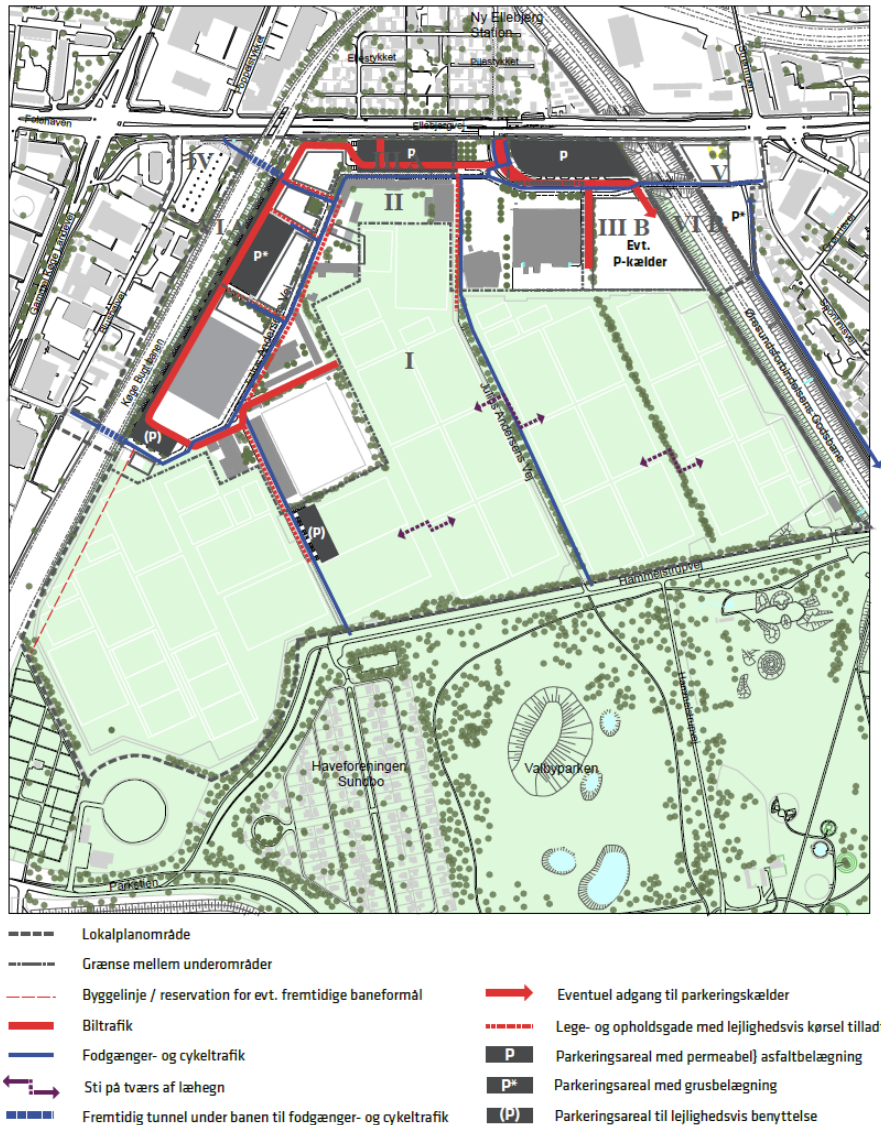 Ny Ellebjerg
Station
Ellestykket
Pilestykket
Folehaven
Ellebjergvej
P
P
IV
II
V
VI
III B
Evt.
P-kælder
P*
P*
Gammel Køge Landevej
Køge Bugt banen
Julius Andersens Vej
I
Øresundsforbindelsens Godsbane
Spontinisvej
(P)
(P)
Hammelstrupvej
Hammelstrupvej
Haveforeningen
Sundbo
Valbyparken
Parkstien
Lokalplanområde
Grænse mellem underområder
Byggelinje / reservation for evt. fremtidige baneformål
Biltrafik
Fodgænger- og cykeltrafik
Sti på tværs af læhegn
Fremtidig tunnel under banen til fodgænger- og cykeltrafik
Eventuel adgang til parkeringskælder
Lege- og opholdsgade med lejlighedsvis kørsel tilladt
P Parkeringsareal med permeabel} asfaltbelægning
P* Parkeringsareal med grusbelægning
(P) Parkeringsareal til lejlighedsvis benyttelse